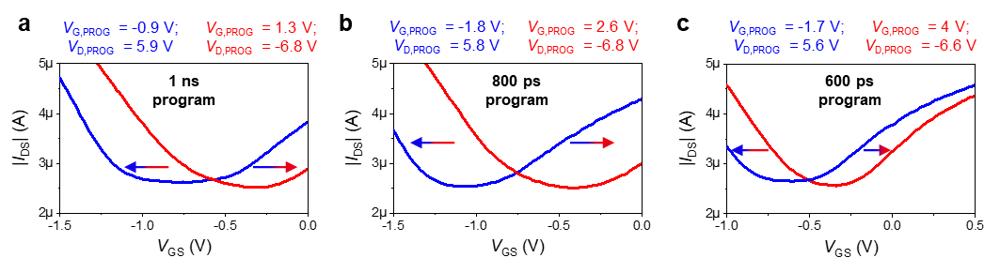 a
V_G,PROG = -0.9 V;
V_D,PROG = 5.9 V
V_G,PROG = 1.3 V;
V_D,PROG = -6.8 V
5µ
4µ
3µ
2µ
|I_DS| (A)
1 ns
program
-1.5
-1.0
-0.5
0.0
V_GS (V)
b
V_G,PROG = -1.8 V;
V_D,PROG = 5.8 V
V_G,PROG = 2.6 V;
V_D,PROG = -6.8 V
5µ
4µ
3µ
2µ
|I_DS| (A)
800 ps
program
-1.5
-1.0
-0.5
0.0
V_GS (V)
c
V_G,PROG = -1.7 V;
V_D,PROG = 5.6 V
V_G,PROG = 4 V;
V_D,PROG = -6.6 V
5µ
4µ
3µ
2µ
|I_DS| (A)
600 ps
program
-1.0
-0.5
0.0
0.5
V_GS (V)